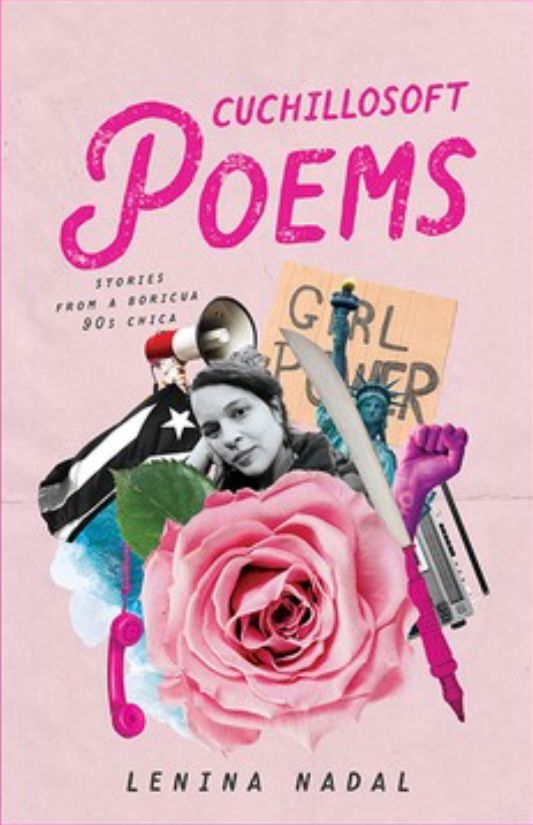 CUCHILLOSOFT
POEMS
STORIES
FROM A BORICUA
90S CHICA
GIRL
POWER
LENINA NADAL